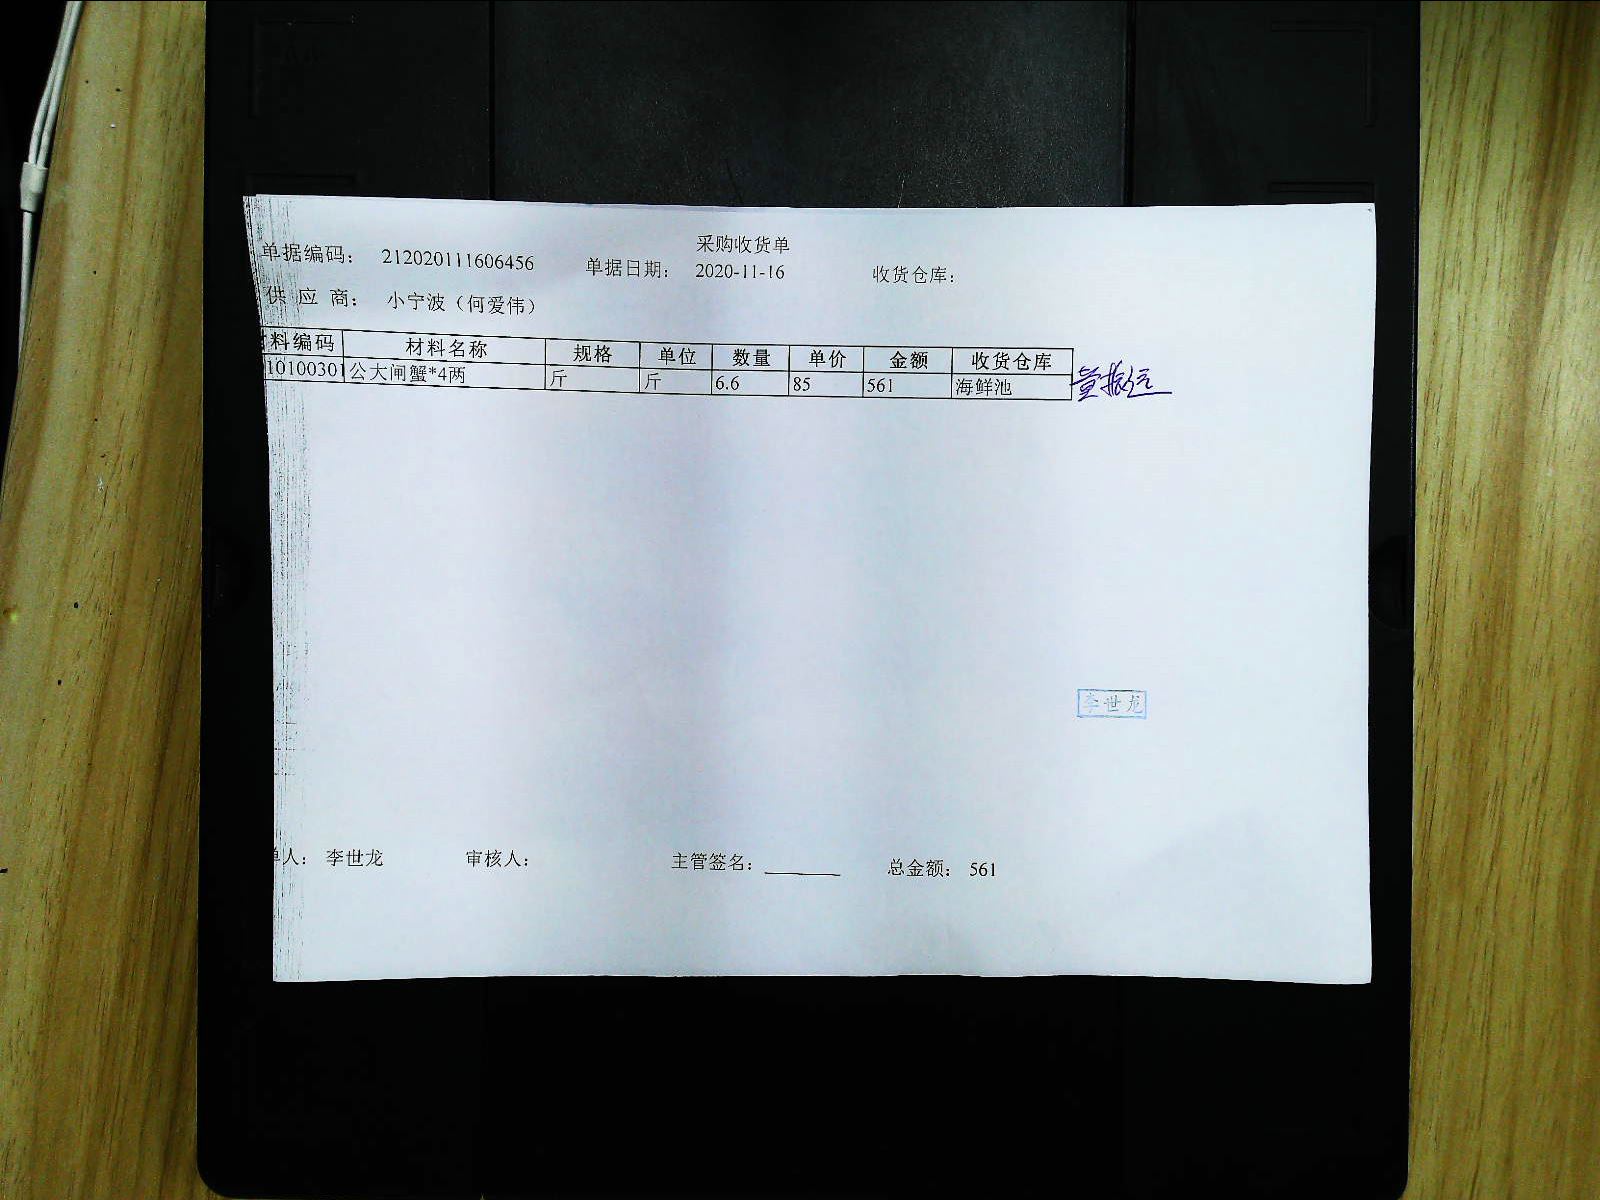 采购收货单
单据编码： 212020111606456 单据日期： 2020-11-16 收货仓库：
供 应 商： 小宁波（何爱伟）
料编码 材料名称 规格 单位 数量 单价 金额 收货仓库
10100301 公大闸蟹*4两 斤 斤 6.6 85 561 海鲜池
李世龙
单人： 李世龙 审核人： 主管签名： 总金额： 561